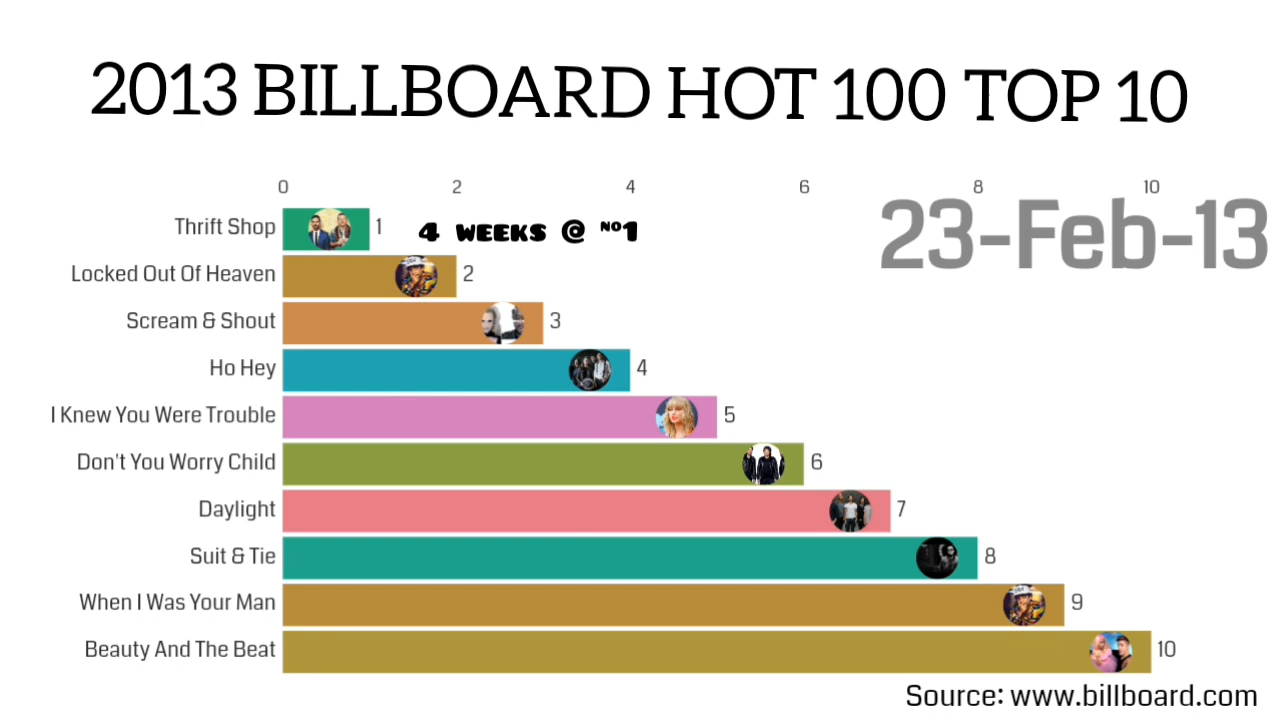 2013 BILLBOARD HOT 100 TOP 10
0 2 4 6 8 10
23-Feb-13
Thrift Shop 1 4 WEEKS @ Nº1
Locked Out Of Heaven 2
Scream & Shout 3
Ho Hey 4
I Knew You Were Trouble 5
Don't You Worry Child 6
Daylight 7
Suit & Tie 8
When I Was Your Man 9
Beauty And The Beat 10
Source: www.billboard.com